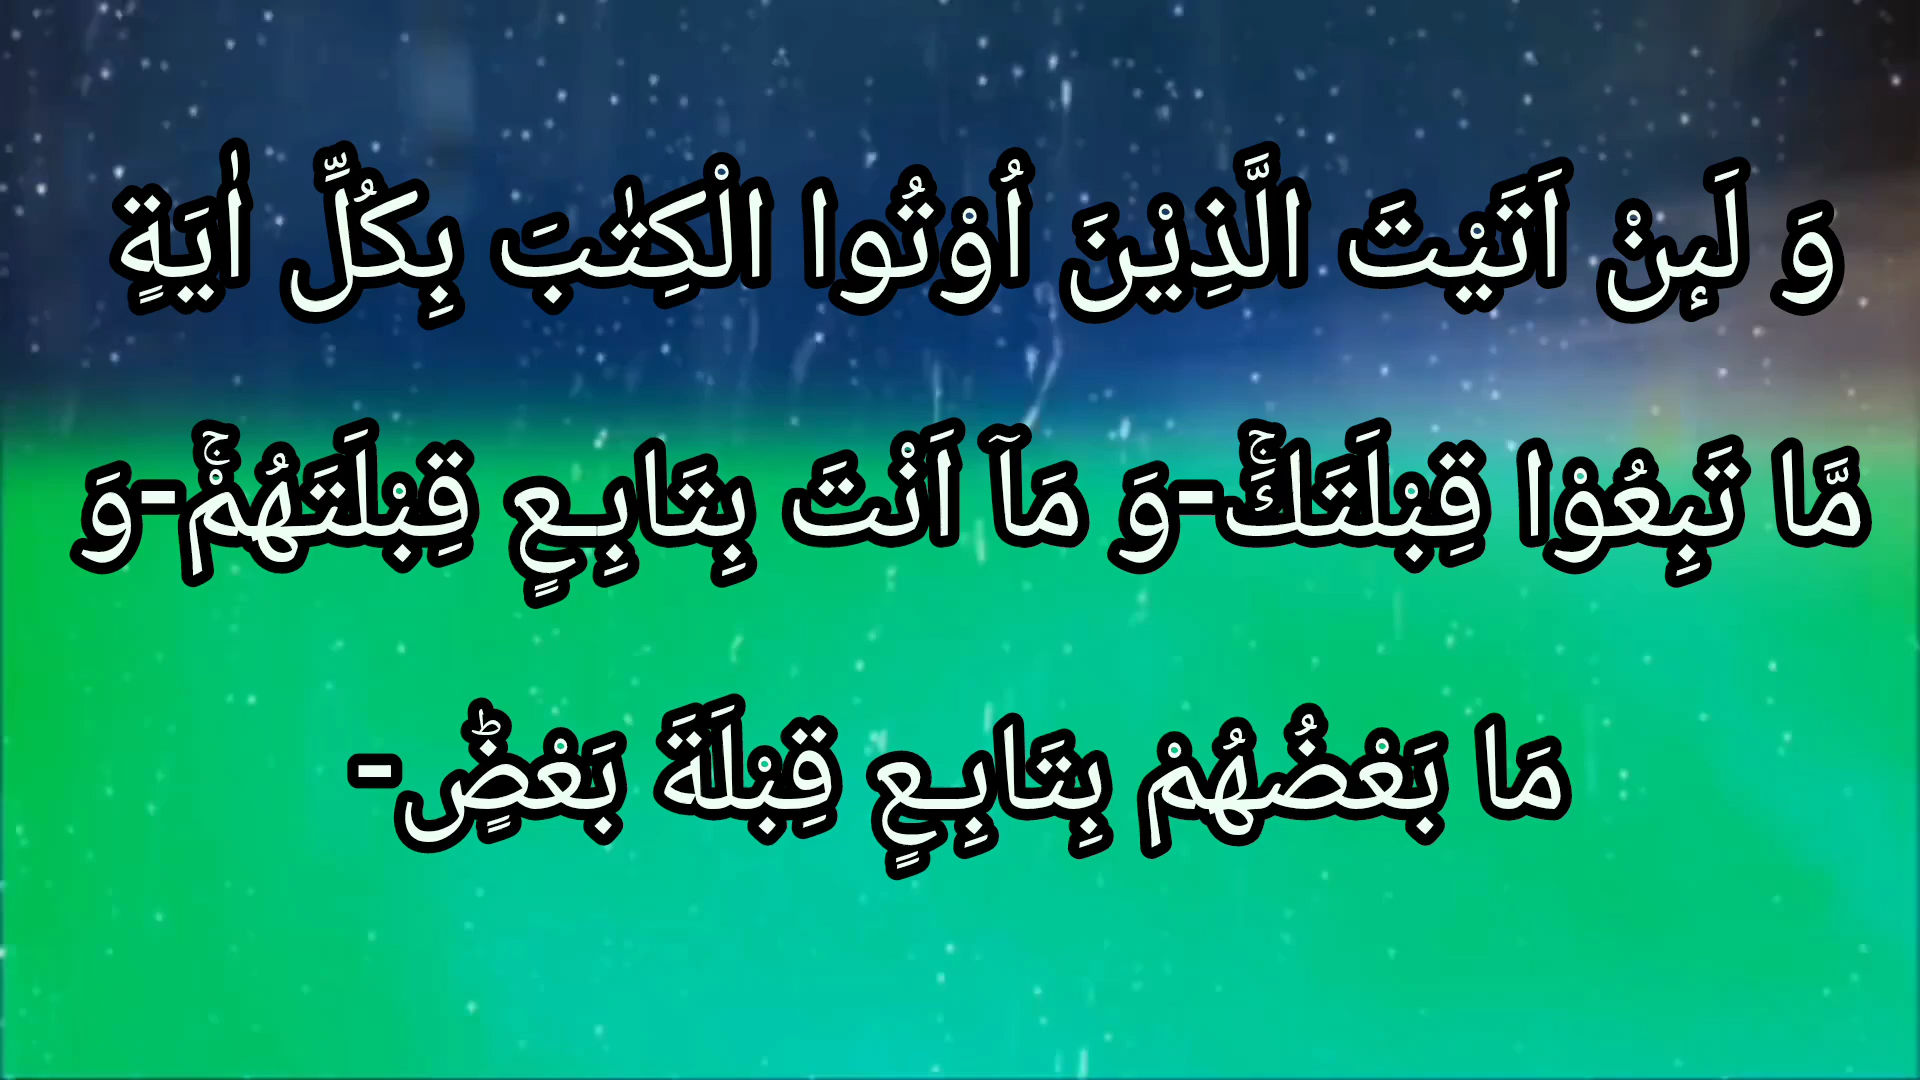 وَ لَىٕنْ اَتَیْتَ الَّذِیْنَ اُوْتُوا الْكِتٰبَ بِكُلِّ اٰیَةٍ
مَّا تَبِعُوْا قِبْلَتَكَۚ-وَ مَاۤ اَنْتَ بِتَابِـعٍ قِبْلَتَهُمْۚ-وَ
مَا بَعْضُهُمْ بِتَابِـعٍ قِبْلَةَ بَعْضٍؕ-